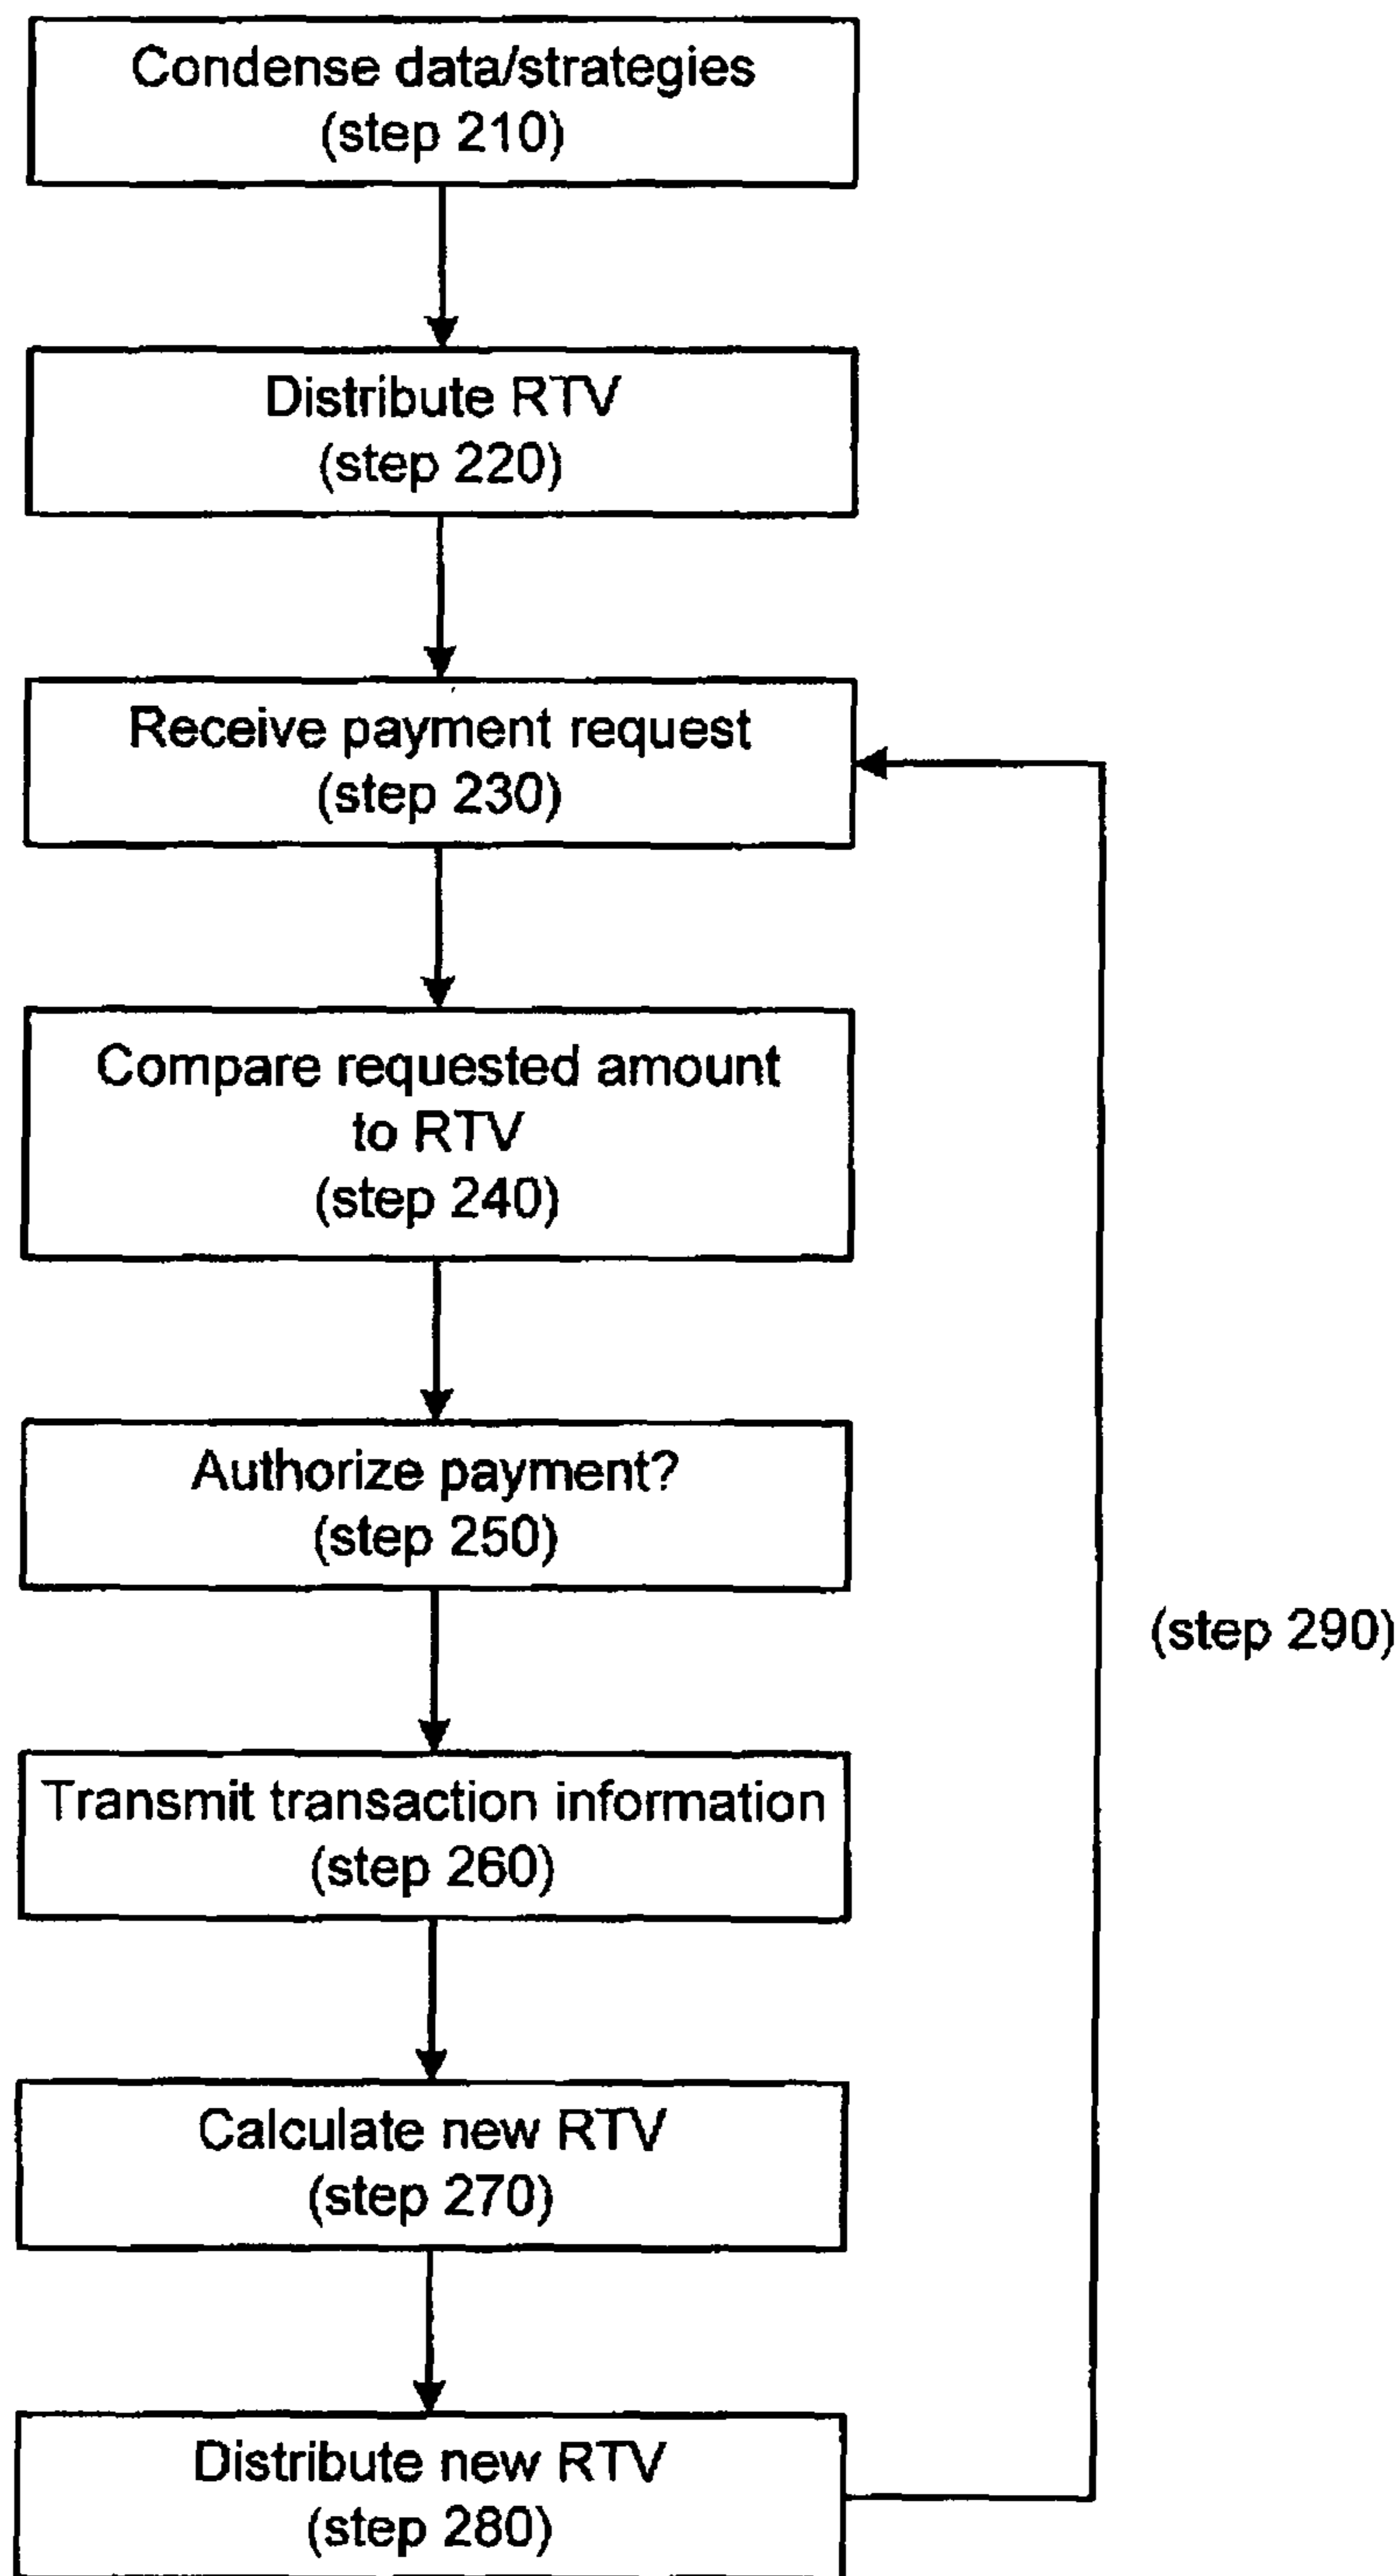 Condense data/strategies
(step 210)
Distribute RTV
(step 220)
Receive payment request
(step 230)
Compare requested amount
to RTV
(step 240)
Authorize payment?
(step 250)
(step 290)
Transmit transaction information
(step 260)
Calculate new RTV
(step 270)
Distribute new RTV
(step 280)